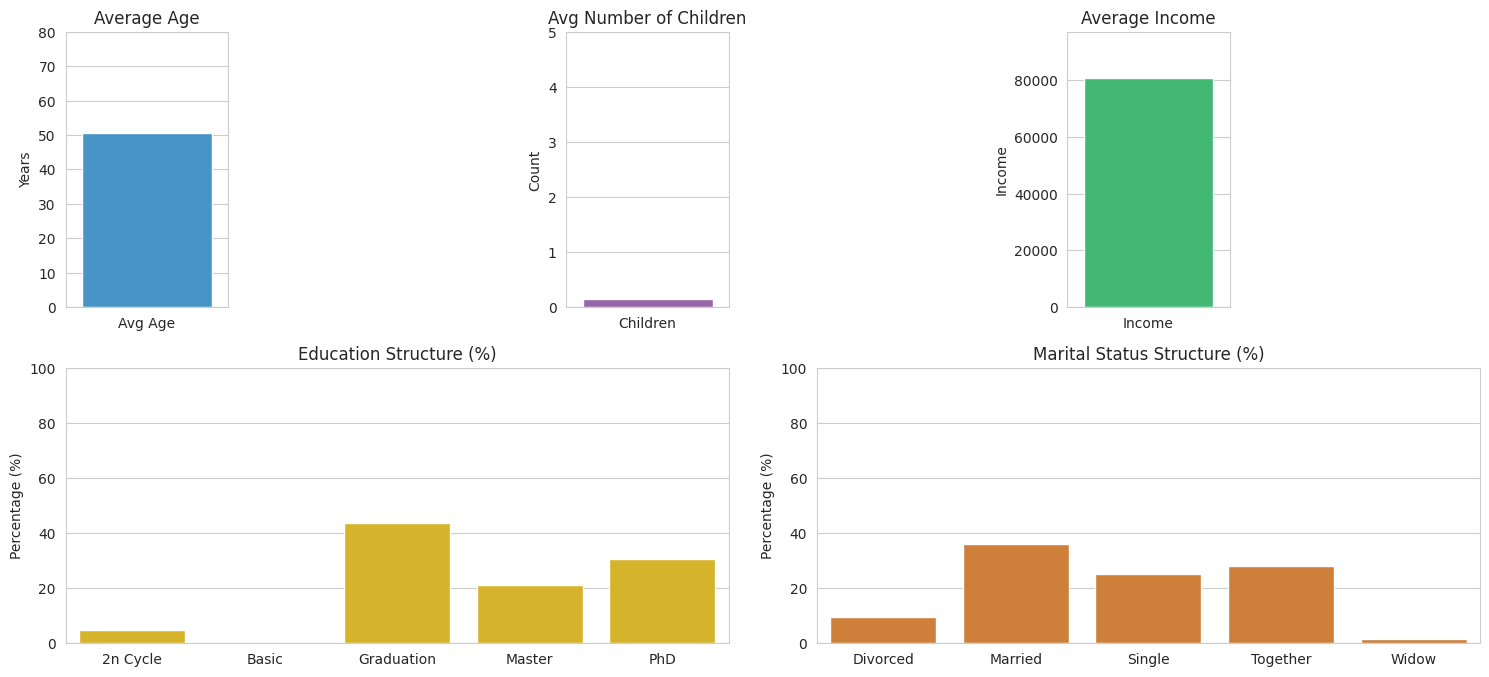 Average Age
80
70
60
50
40
30
20
10
0
Years
Avg Age
Avg Number of Children
5
4
3
2
1
0
Count
Children
Average Income
80000
60000
40000
20000
0
Income
Income
Education Structure (%)
100
80
60
40
20
0
Percentage (%)
2n Cycle Basic Graduation Master PhD
Marital Status Structure (%)
100
80
60
40
20
0
Percentage (%)
Divorced Married Single Together Widow